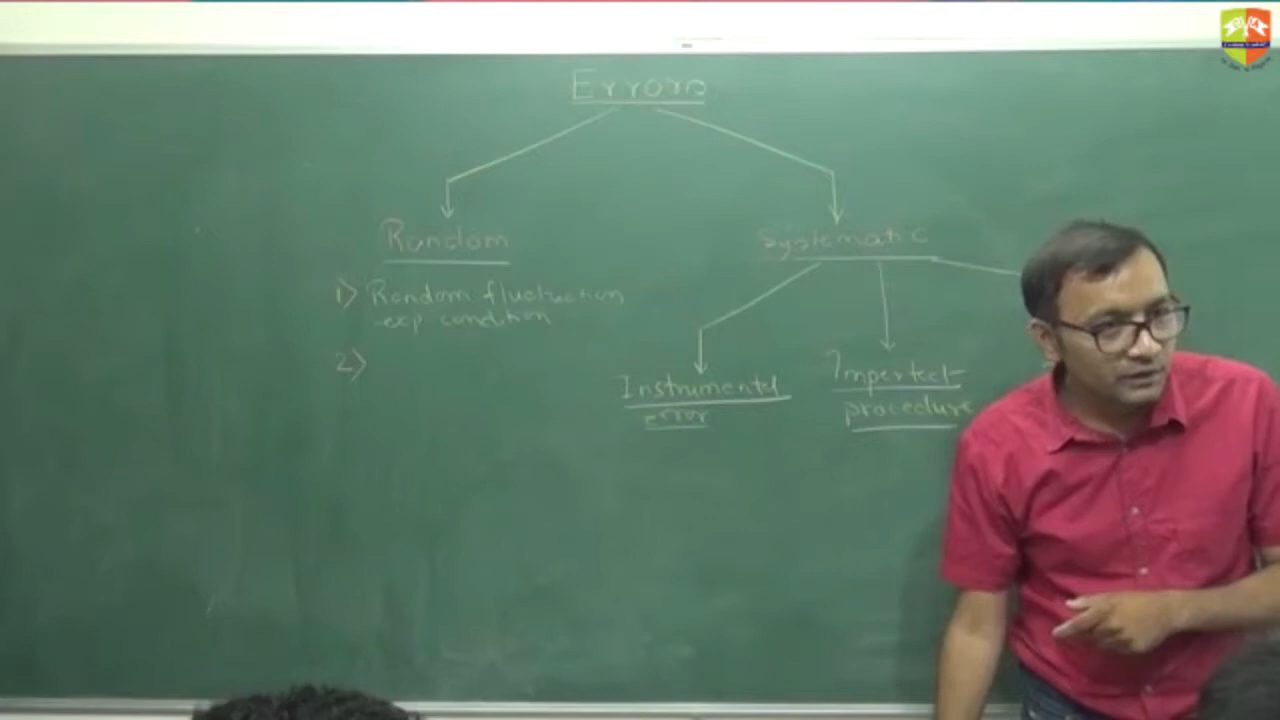 Errors
Random
Systematic
1) Random fluctuation
exp condition
2)
Instrumental
error
Imperfect
procedure